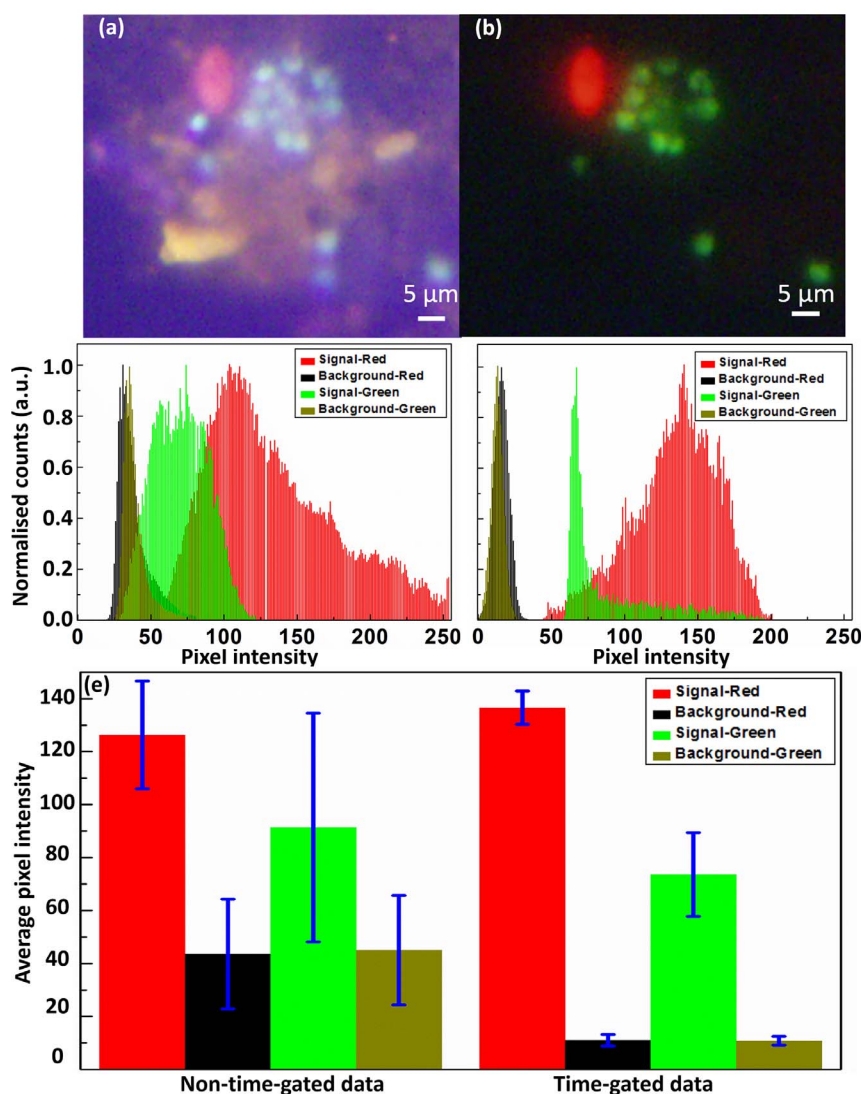 (a)
(b)
5 µm
5 µm
Normalised counts (a.u.)
1.0
0.8
0.6
0.4
0.2
0.0
Signal-Red
Background-Red
Signal-Green
Background-Green
50 100 150 200 250
Pixel intensity
Signal-Red
Background-Red
Signal-Green
Background-Green
0 50 100 150 200 250
Pixel intensity
(e)
Average pixel intensity
140
120
100
80
60
40
20
0
Signal-Red
Background-Red
Signal-Green
Background-Green
Non-time-gated data
Time-gated data